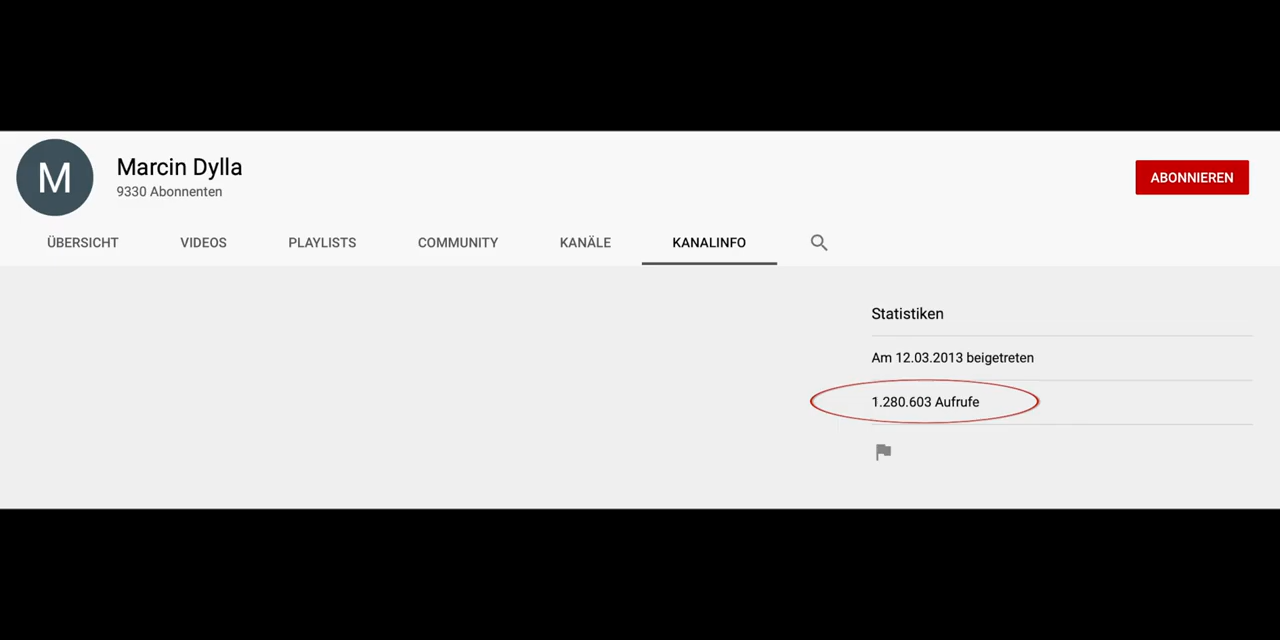 M
Marcin Dylla
9330 Abonnenten
ABONNIEREN
ÜBERSICHT VIDEOS PLAYLISTS COMMUNITY KANÄLE KANALINFO
Statistiken
Am 12.03.2013 beigetreten
1.280.603 Aufrufe